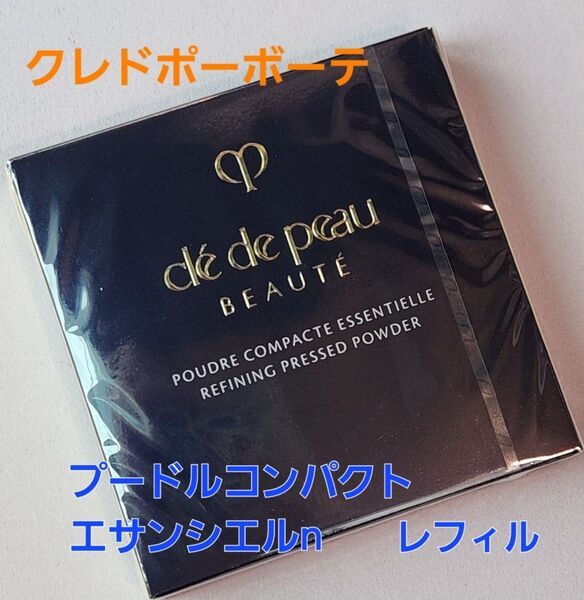 クレドポーボーテ
clé de peau
BEAUTÉ
POUDRE COMPACTE ESSENTIELLE
REFINING PRESSED POWDER
プードルコンパクト
エサンシエルn レフィル